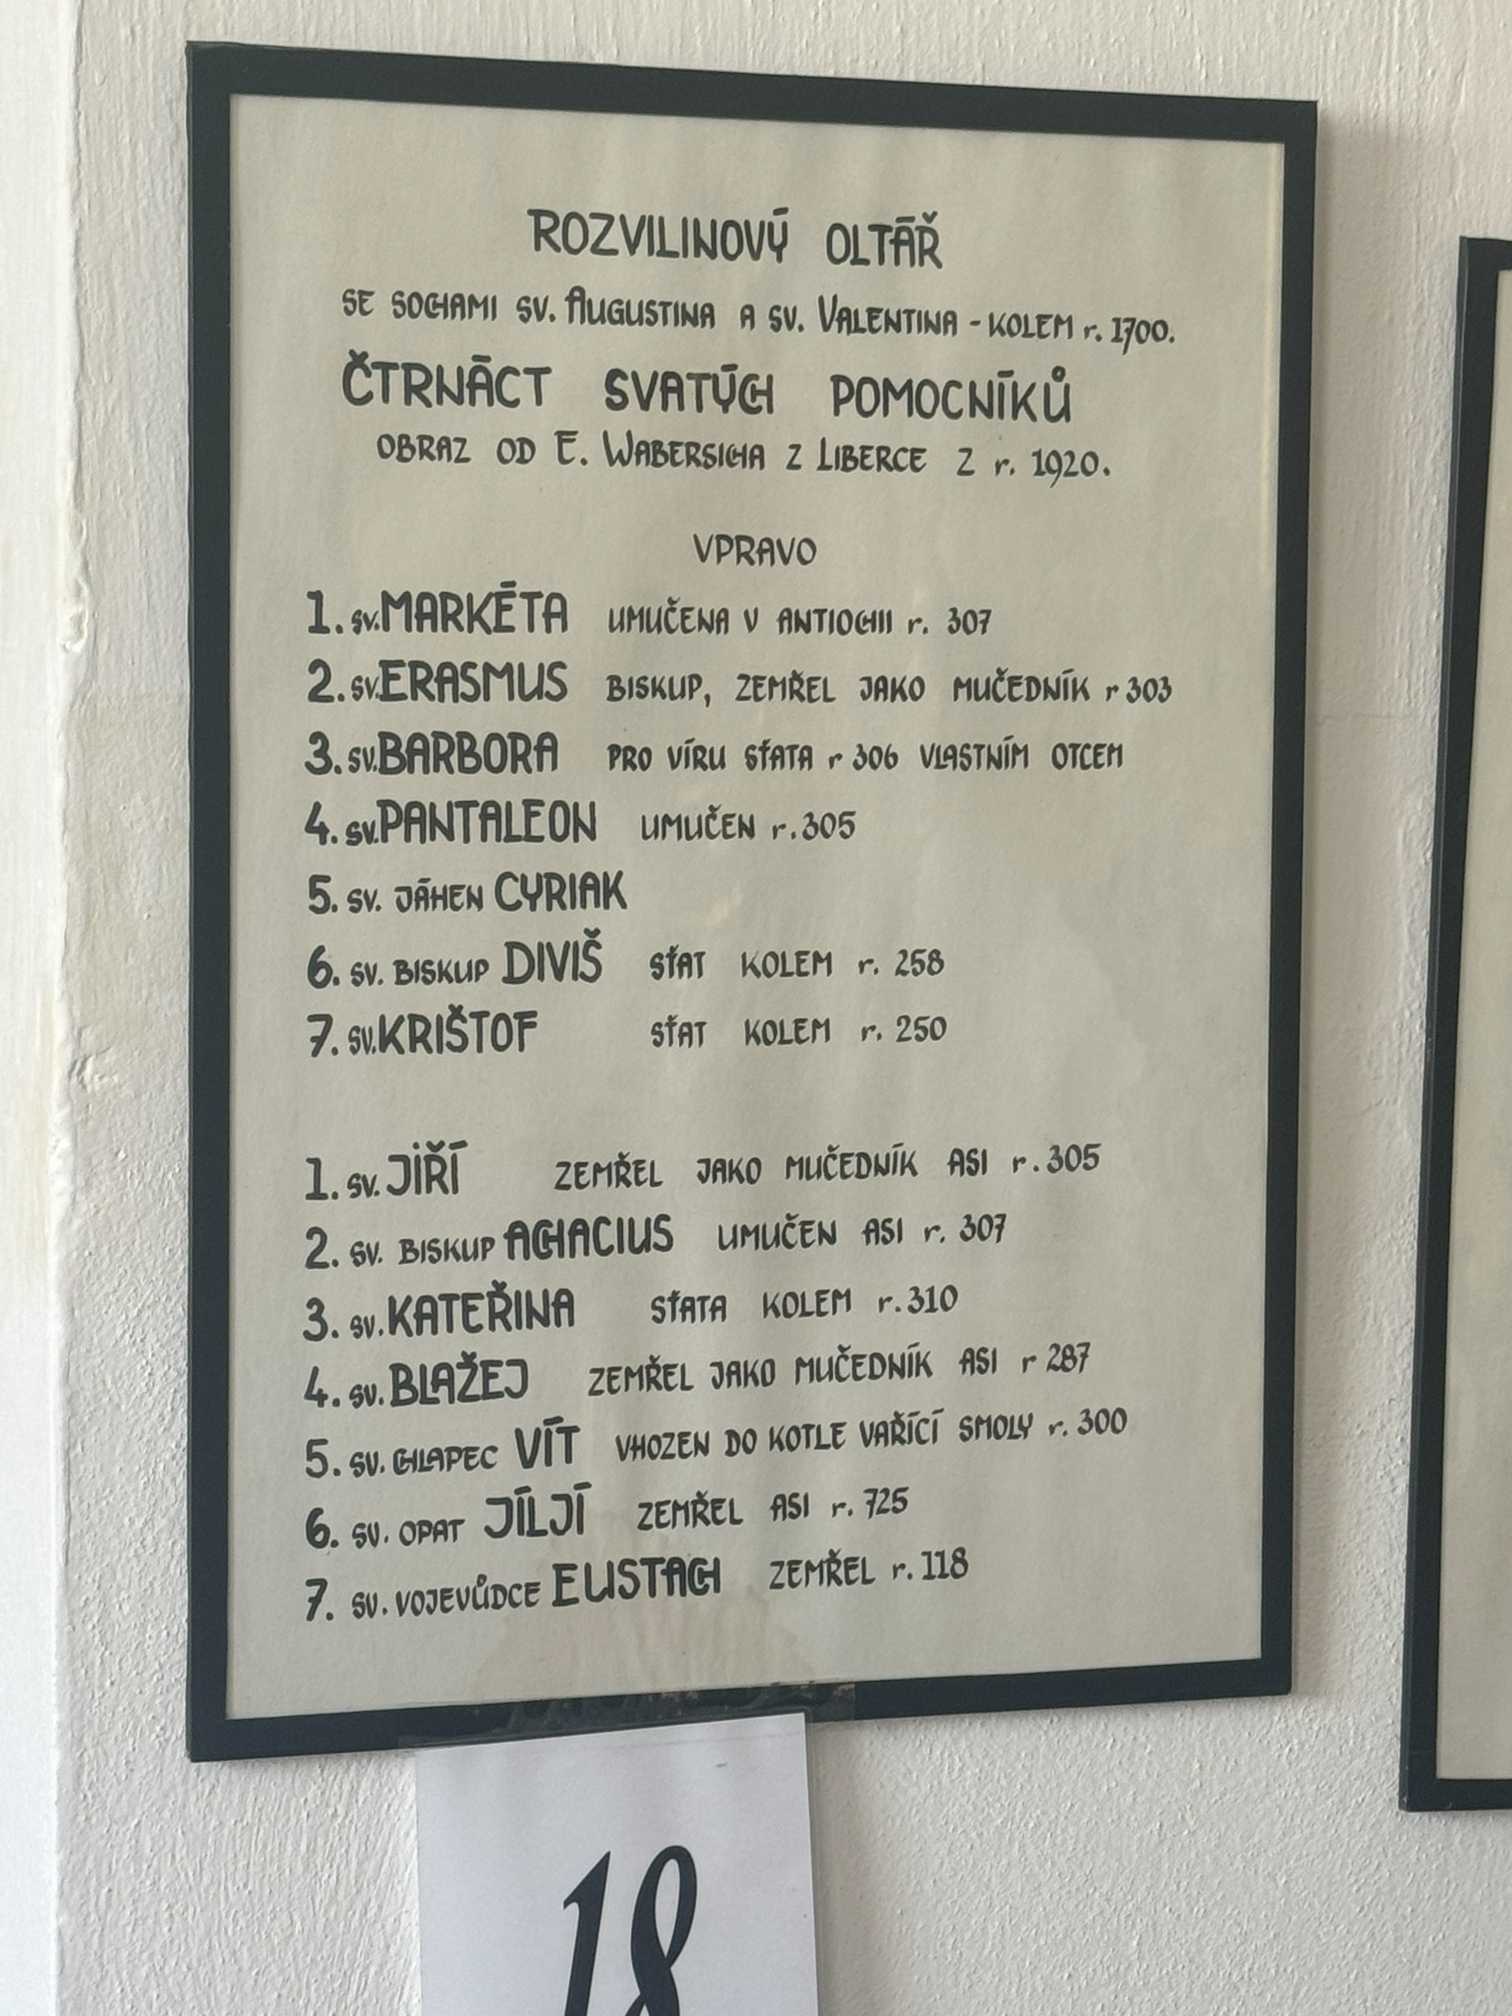 ROZVILINOVÝ OLTÁŘ
SE SOCHAMI SV. AUGUSTINA A SV. VALENTINA - KOLEM r. 1700.
ČTRNÁCT SVATÝCH POMOCNÍKŮ
OBRAZ OD E. WABERSICHA Z LIBERCE Z r. 1920.
VPRAVO
1. SV. MARKÉTA UMUČENA V ANTIOCHII r. 307
2. SV. ERASMUS BISKUP, ZEMŘEL JAKO MUČEDNÍK r 303
3. SV. BARBORA PRO VÍRU SŤATA r 306 VLASTNÍM OTCEM
4. SV. PANTALEON UMUČEN r. 305
5. SV. JÁHEN CYRIAK
6. SV. BISKUP DIVIŠ SŤAT KOLEM r. 258
7. SV. KRIŠTOF SŤAT KOLEM r. 250
1. SV. JIŘÍ ZEMŘEL JAKO MUČEDNÍK ASI r. 305
2. SV. BISKUP ACHACIUS UMUČEN ASI r. 307
3. SV. KATEŘINA SŤATA KOLEM r. 310
4. SV. BLAŽEJ ZEMŘEL JAKO MUČEDNÍK ASI r 287
5. SV. CHLAPEC VÍT VHOZEN DO KOTLE VAŘÍCÍ SMOLY r. 300
6. SV. OPAT JÍLJÍ ZEMŘEL ASI r. 725
7. SV. VOJEVŮDCE EUSTACH ZEMŘEL r. 118
18